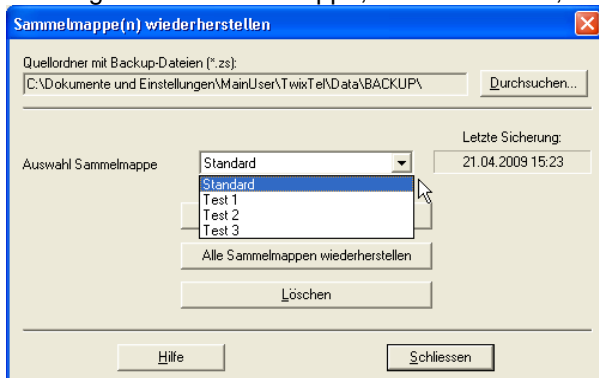 Sammelmappe(n) wiederherstellen
Quellordner mit Backup-Dateien (*.zs):
C:\Dokumente und Einstellungen\MainUser\TwixTel\Data\BACKUP\
Durchsuchen...
Letzte Sicherung:
Auswahl Sammelmappe
Standard
21.04.2009 15:23
Standard
Test 1
Test 2
Test 3
Alle Sammelmappen wiederherstellen
Löschen
Hilfe
Schliessen